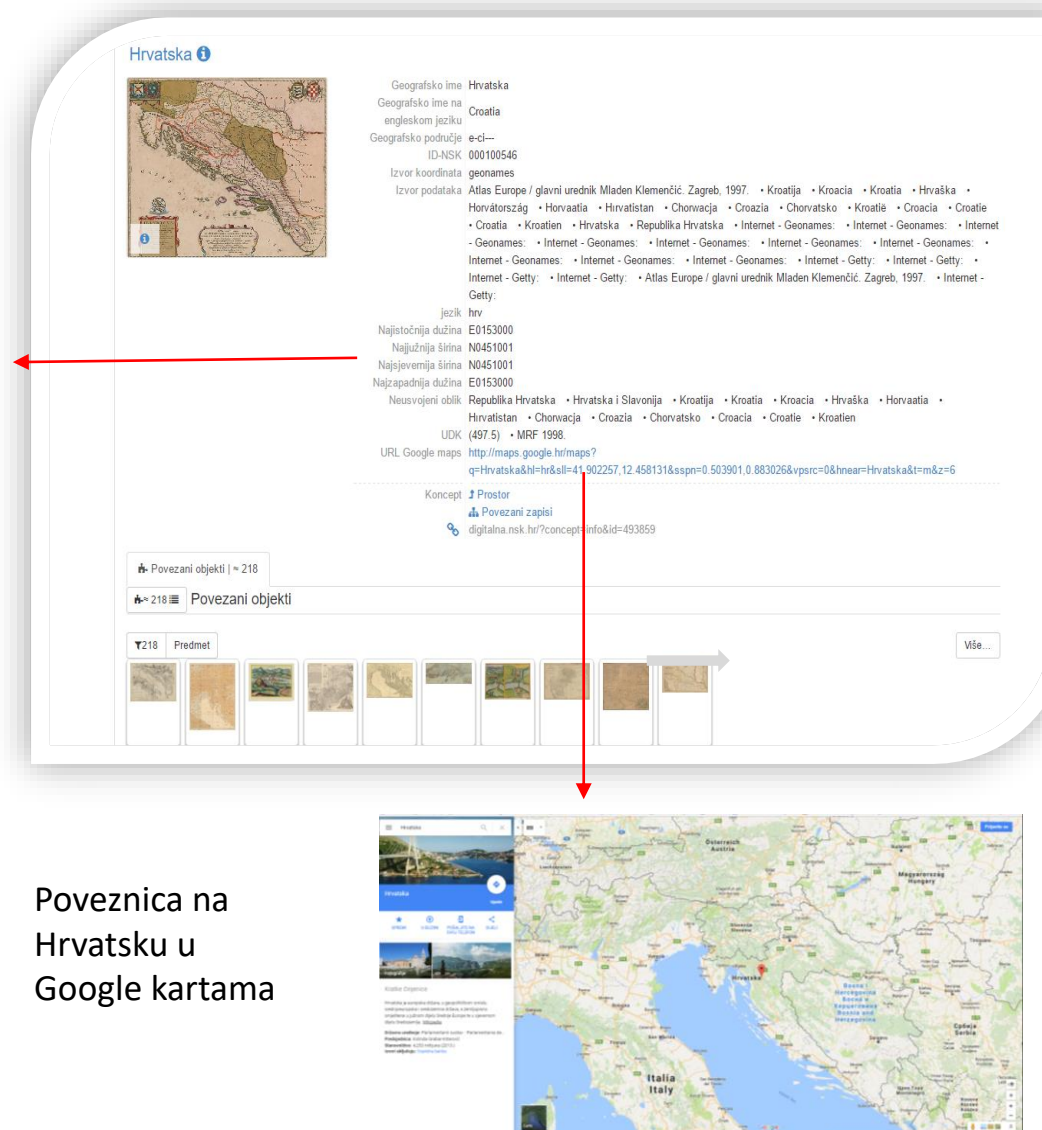 Hrvatska
Geografsko ime Hrvatska
Geografsko ime na
engleskom jeziku Croatia
Geografsko područje e-ci---
ID-NSK 000100546
Izvor koordinata geonames
Izvor podataka Atlas Europe / glavni urednik Mladen Klemenčić. Zagreb, 1997. • Kroatija • Kroacia • Kroatia • Hrvaška •
Horvátország • Horvaatia • Hırvatistan • Chorwacja • Croazia • Chorvatsko • Kroatië • Croacia • Croatie
• Croatia • Kroatien • Hrvatska • Republika Hrvatska • Internet - Geonames: • Internet - Geonames: • Internet
- Geonames: • Internet - Geonames: • Internet - Geonames: • Internet - Geonames: • Internet - Geonames: •
Internet - Geonames: • Internet - Geonames: • Internet - Geonames: • Internet - Getty: • Internet - Getty: •
Internet - Getty: • Internet - Getty: • Atlas Europe / glavni urednik Mladen Klemenčić. Zagreb, 1997. • Internet -
Getty:
jezik hrv
Najistočnija dužina E0153000
Najjužnija širina N0451001
Najsjevernija širina N0451001
Najzapadnija dužina E0153000
Neusvojeni oblik Republika Hrvatska • Hrvatska i Slavonija • Kroatija • Kroatia • Kroacia • Hrvaška • Horvaatia •
Hırvatistan • Chorwacja • Croazia • Chorvatsko • Croacia • Croatie • Kroatien
UDK (497.5) • MRF 1998.
URL Google maps http://maps.google.hr/maps?
q=Hrvatska&hl=hr&sll=41.902257,12.458131&sspn=0.503901,0.883026&vpsrc=0&hnear=Hrvatska&t=m&z=6
Koncept Prostor
Povezani zapisi
digitalna.nsk.hr/?concept=info&id=493859
Povezani objekti | ≈ 218
≈ 218 Povezani objekti
218 Predmet Više...
Poveznica na
Hrvatsku u
Google kartama
Hrvatska
Hrvatska
Österreich
Austria
Magyarország
Hungary
Hrvatska
Bosna i
Hercegovina
Bosnia and
Herzegovina
Србија
Serbia
Italia
Italy